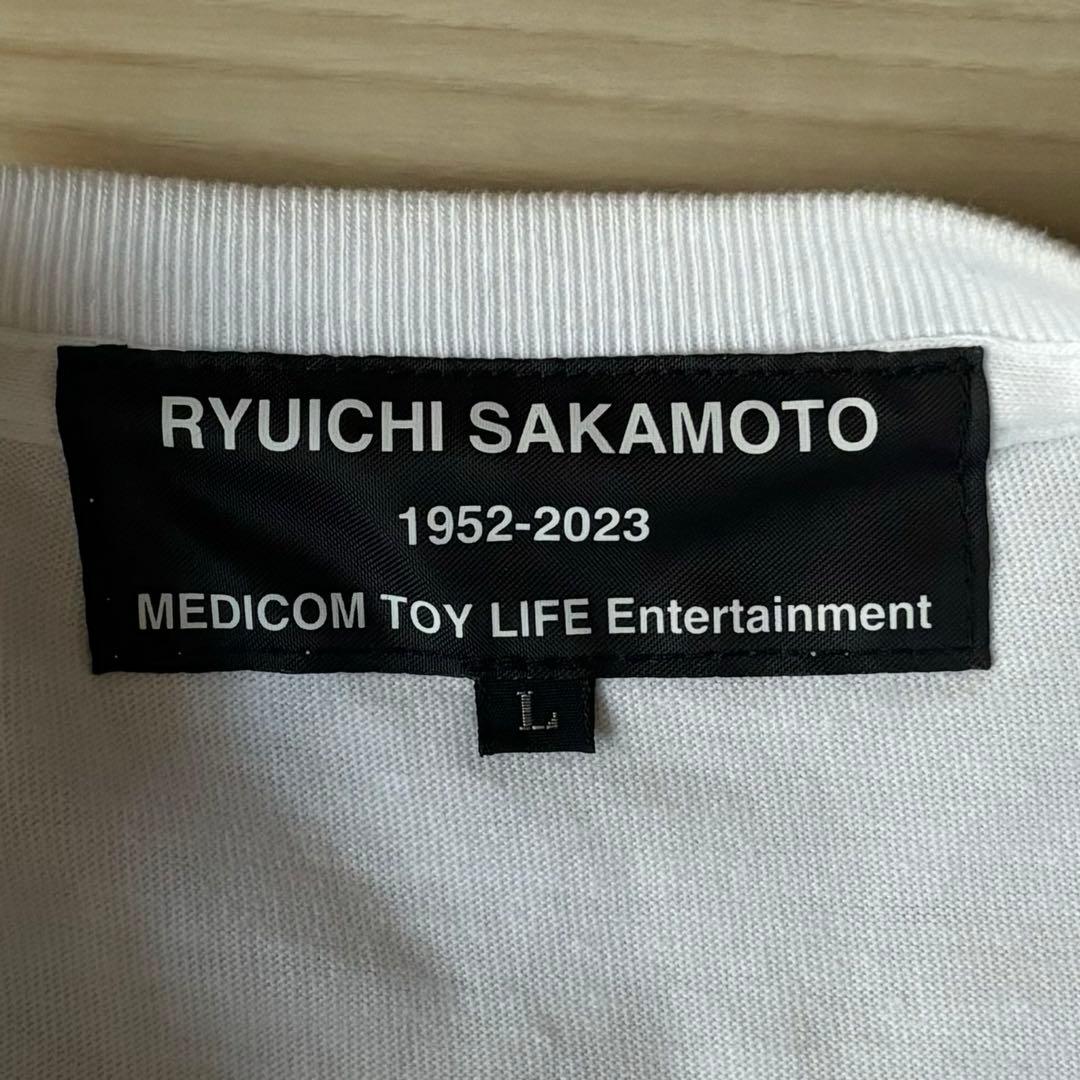 RYUICHI SAKAMOTO
1952-2023
MEDICOM TOY LIFE Entertainment
L